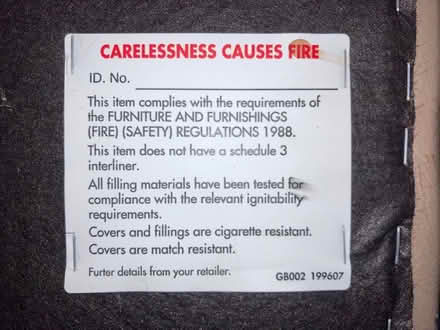 CARELESSNESS CAUSES FIRE
ID. No.
This item complies with the requirements of
the FURNITURE AND FURNISHINGS
(FIRE) (SAFETY) REGULATIONS 1988.
This item does not have a schedule 3
interliner.
All filling materials have been tested for
compliance with the relevant ignitability
requirements.
Covers and fillings are cigarette resistant.
Covers are match resistant.
Furter details from your retailer.
GB002 199607